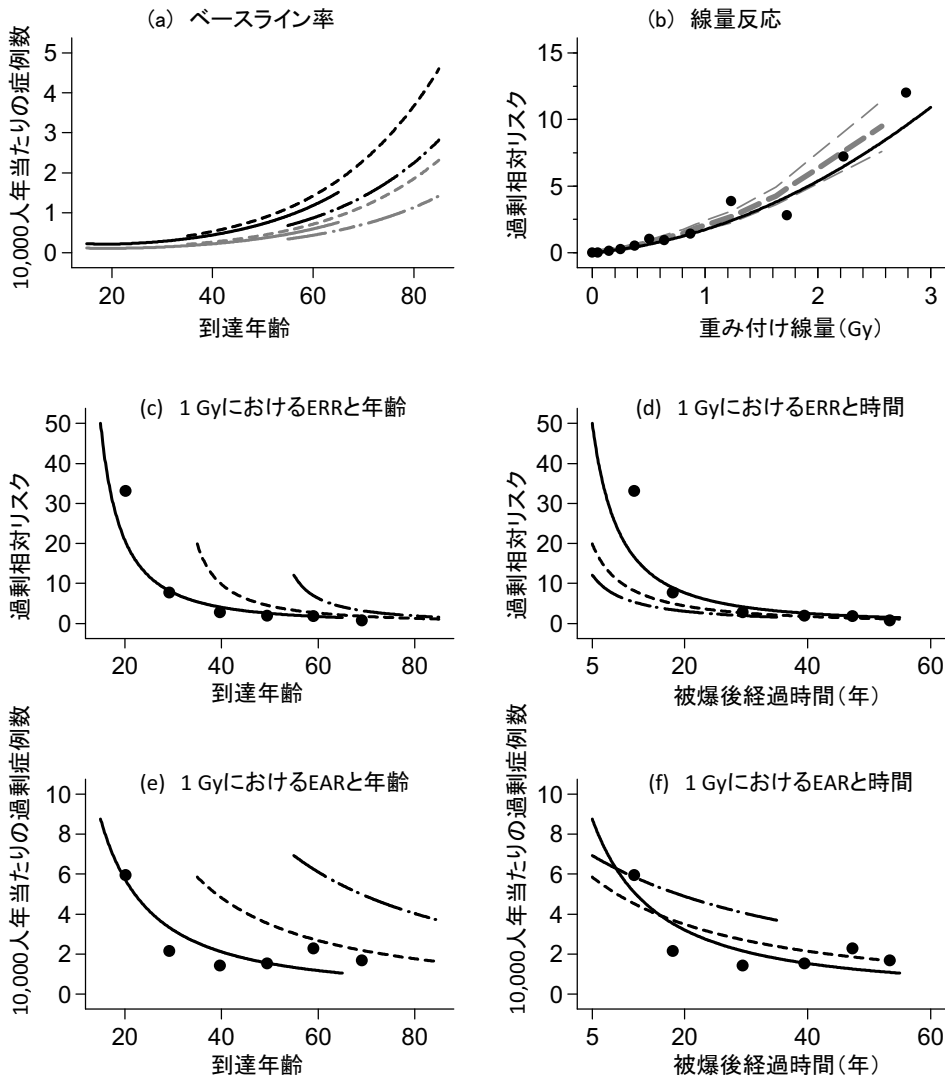 (a) ベースライン率
10,000人年当たりの症例数
5
4
3
2
1
0
20 40 60 80
到達年齢
(b) 線量反応
過剰相対リスク
15
10
5
0
0 1 2 3
重み付け線量(Gy)
(c) 1 GyにおけるERRと年齢
過剰相対リスク
50
40
30
20
10
0
20 40 60 80
到達年齢
(d) 1 GyにおけるERRと時間
過剰相対リスク
50
40
30
20
10
0
5 20 40 60
被爆後経過時間(年)
(e) 1 GyにおけるEARと年齢
10,000人年当たりの過剰症例数
10
8
6
4
2
0
20 40 60 80
到達年齢
(f) 1 GyにおけるEARと時間
10,000人年当たりの過剰症例数
10
8
6
4
2
0
5 20 40 60
被爆後経過時間(年)